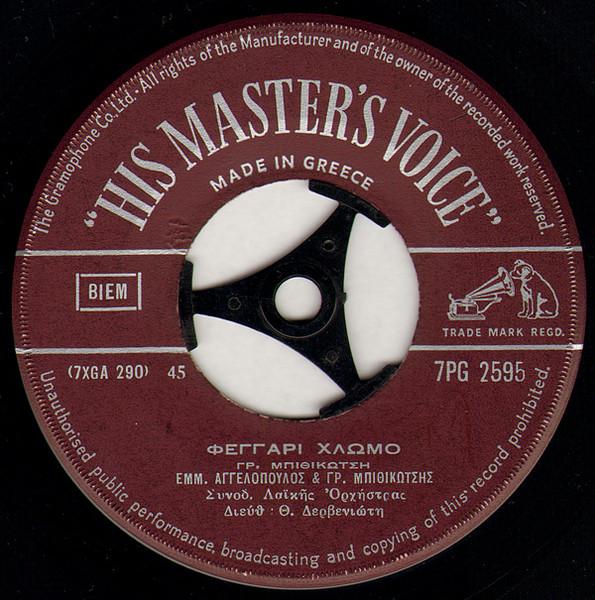 The Gramophone Co. Ltd. · All rights of the Manufacturer and of the owner of the recorded work reserved.
"HIS MASTER'S VOICE"
MADE IN GREECE
BIEM
TRADE MARK REGD.
(7XGA 290) 45
7PG 2595
ΦΕΓΓΑΡΙ ΧΛΩΜΟ
ΓΡ. ΜΠΙΘΙΚΩΤΣΗ
ΕΜΜ. ΑΓΓΕΛΟΠΟΥΛΟΣ & ΓΡ. ΜΠΙΘΙΚΩΤΣΗΣ
Συνοδ. Λαϊκῆς Ὀρχήστρας
Διευθ : Θ. Δερβενιώτη
Unauthorised public performance, broadcasting and copying of this record prohibited.